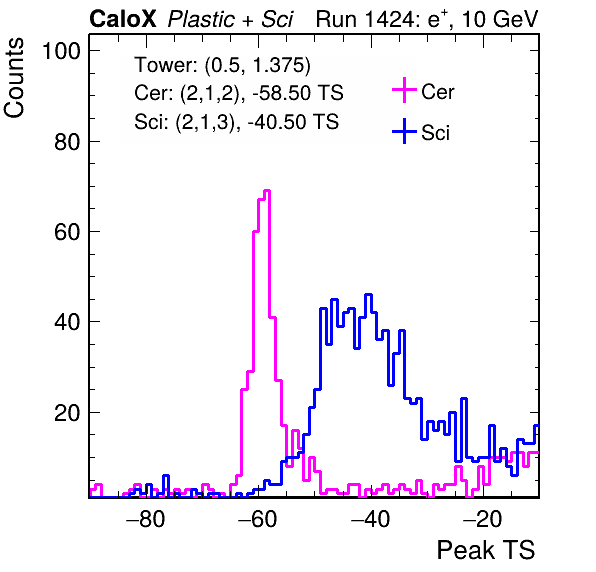 CaloX Plastic + Sci Run 1424: e+, 10 GeV
Counts
100
80
60
40
20
Tower: (0.5, 1.375)
Cer: (2,1,2), -58.50 TS
Sci: (2,1,3), -40.50 TS
Cer
Sci
−80 −60 −40 −20
Peak TS